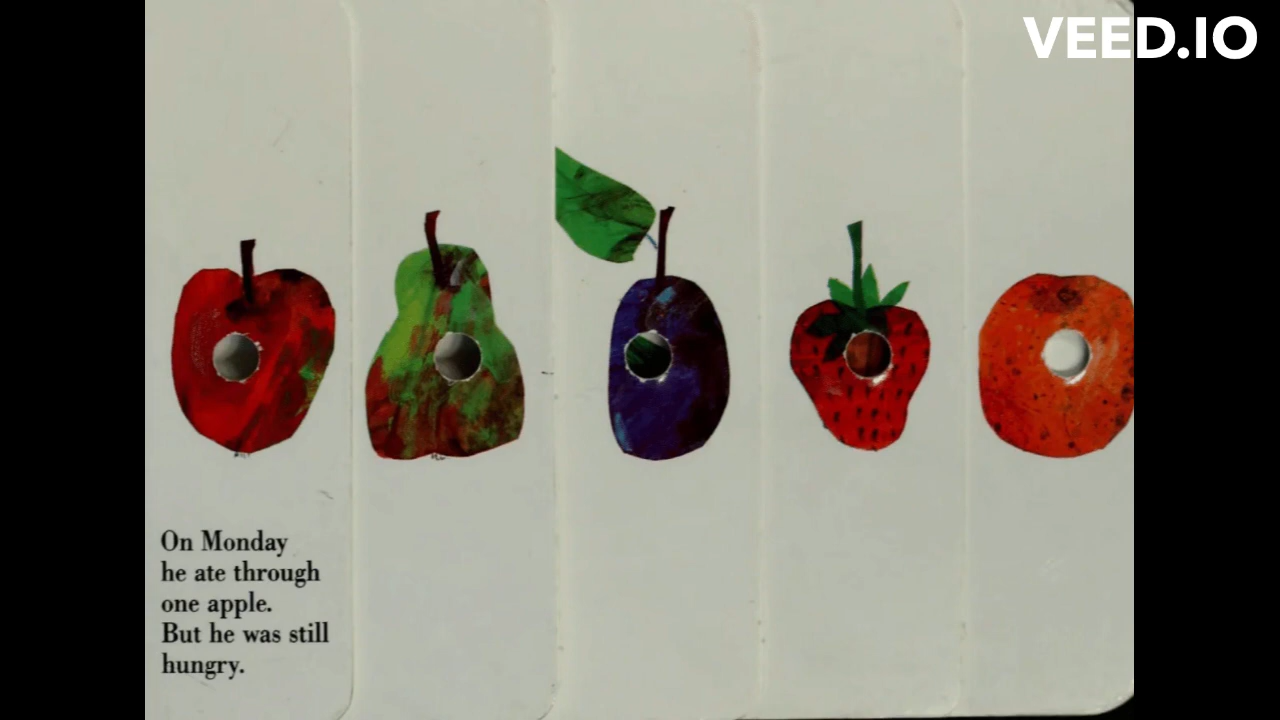 VEED.IO
On Monday
he ate through
one apple.
But he was still
hungry.